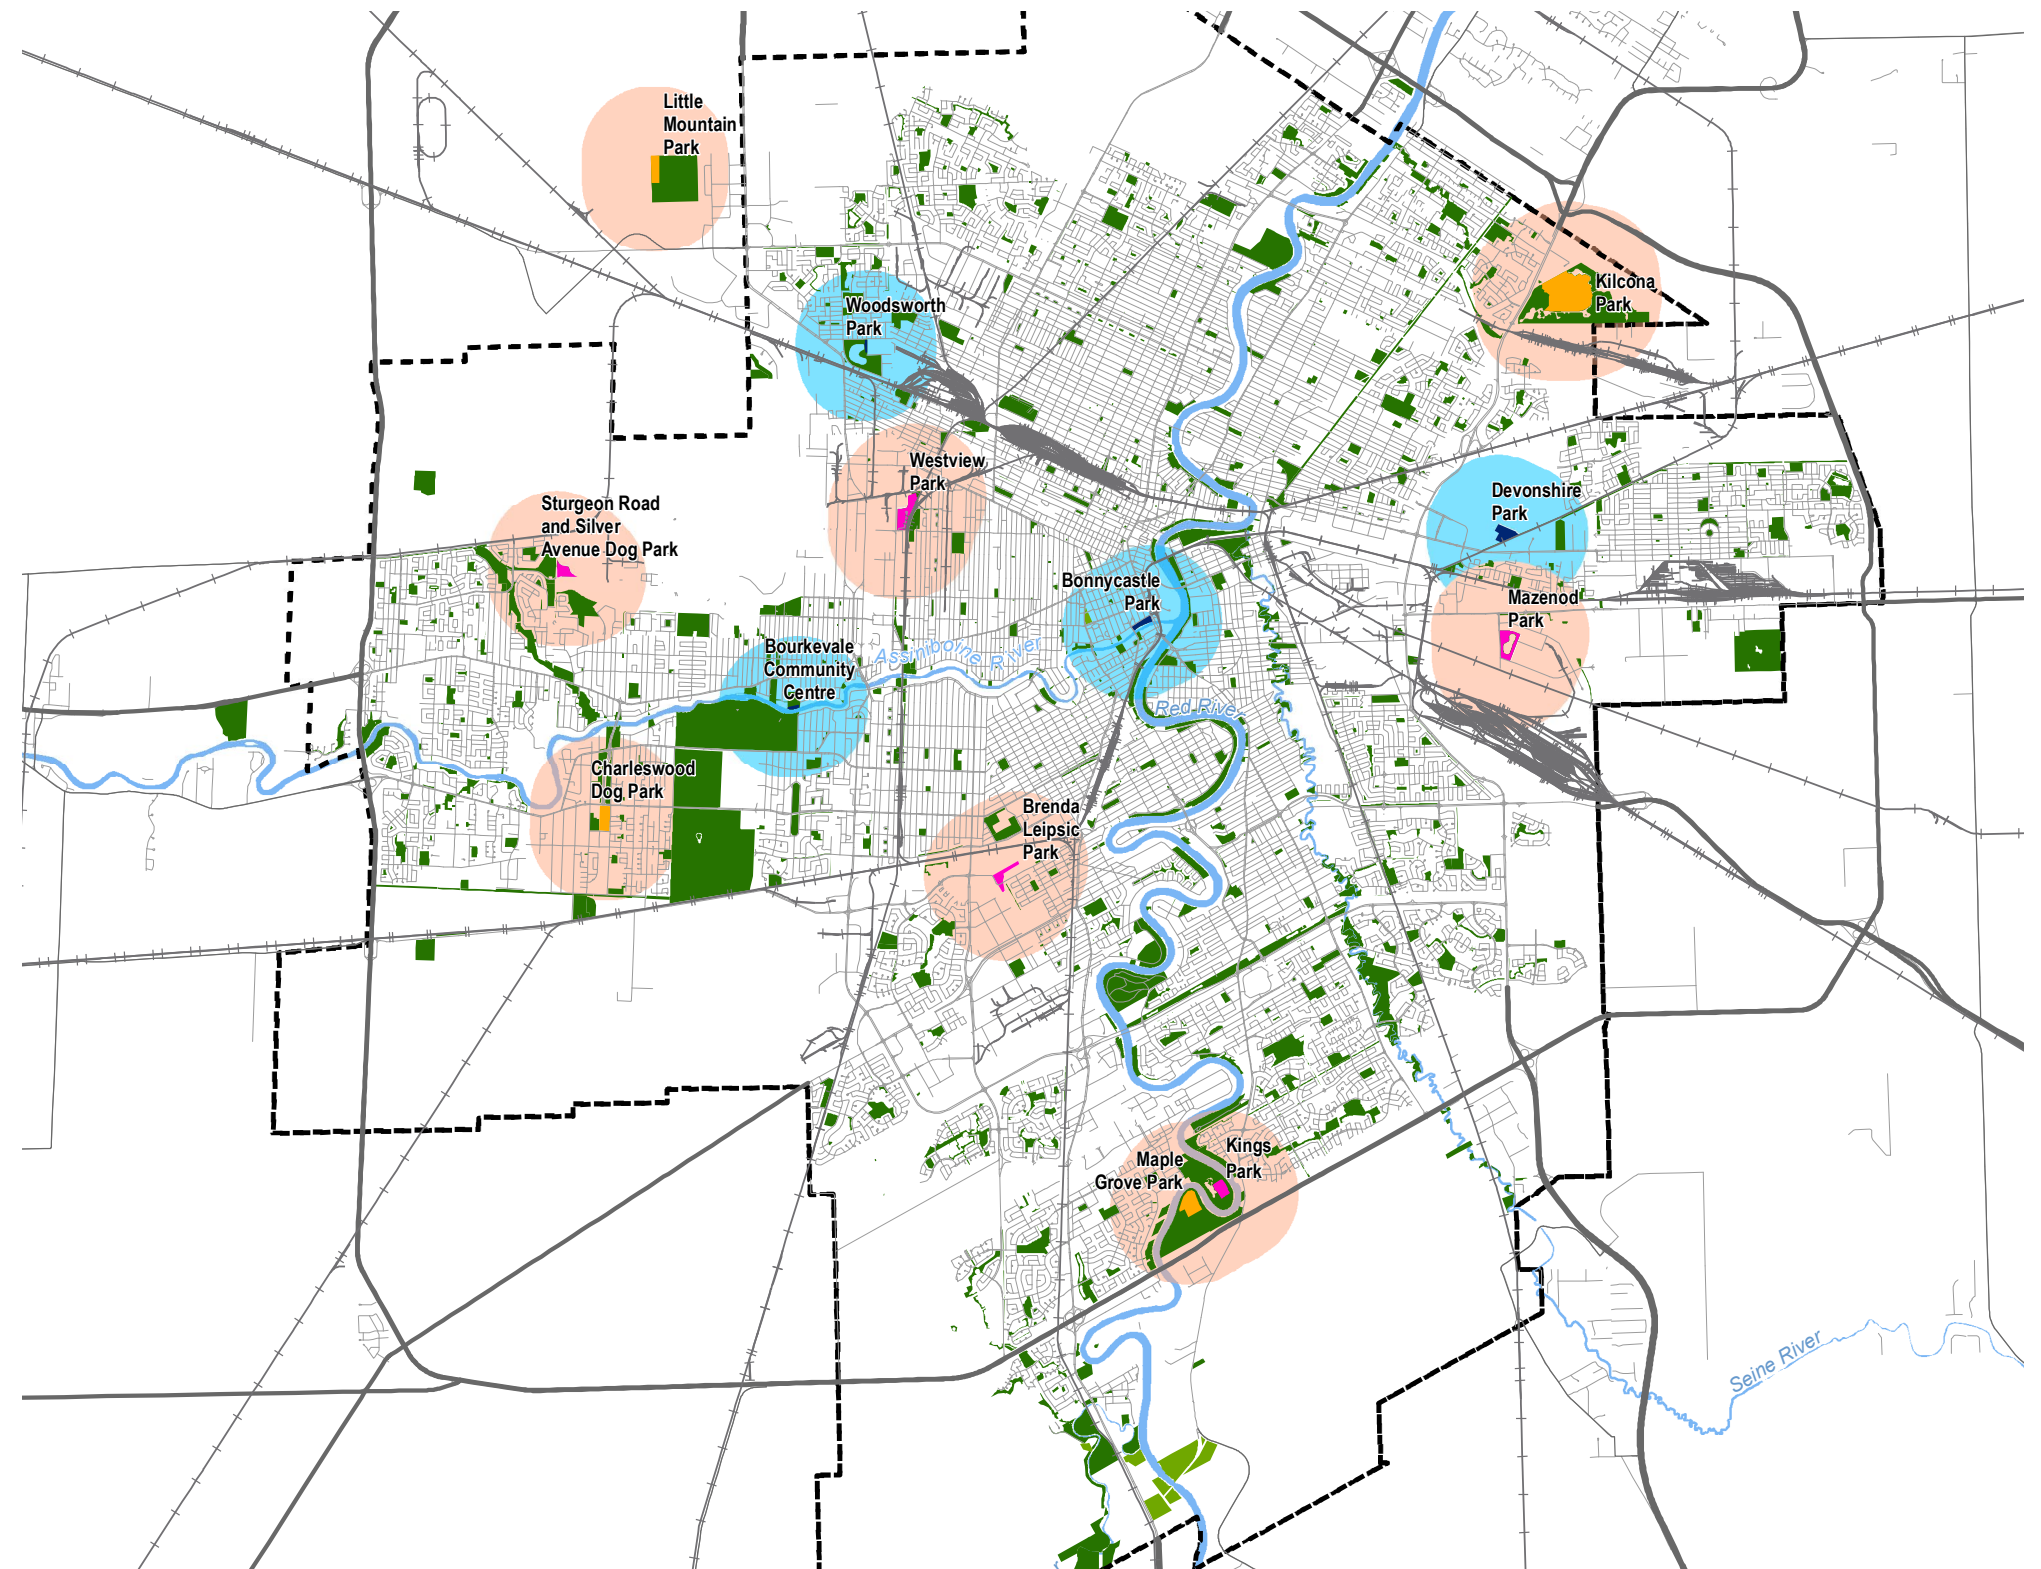 Little
Mountain
Park
Kilcona
Park
Woodsworth
Park
Westview
Park
Devonshire
Park
Sturgeon Road
and Silver
Avenue Dog Park
Bonnycastle
Park
Mazenod
Park
Bourkevale
Community
Centre
Assiniboine River
Red River
Charleswood
Dog Park
Brenda
Leipsic
Park
Kings
Park
Maple
Grove Park
Seine River